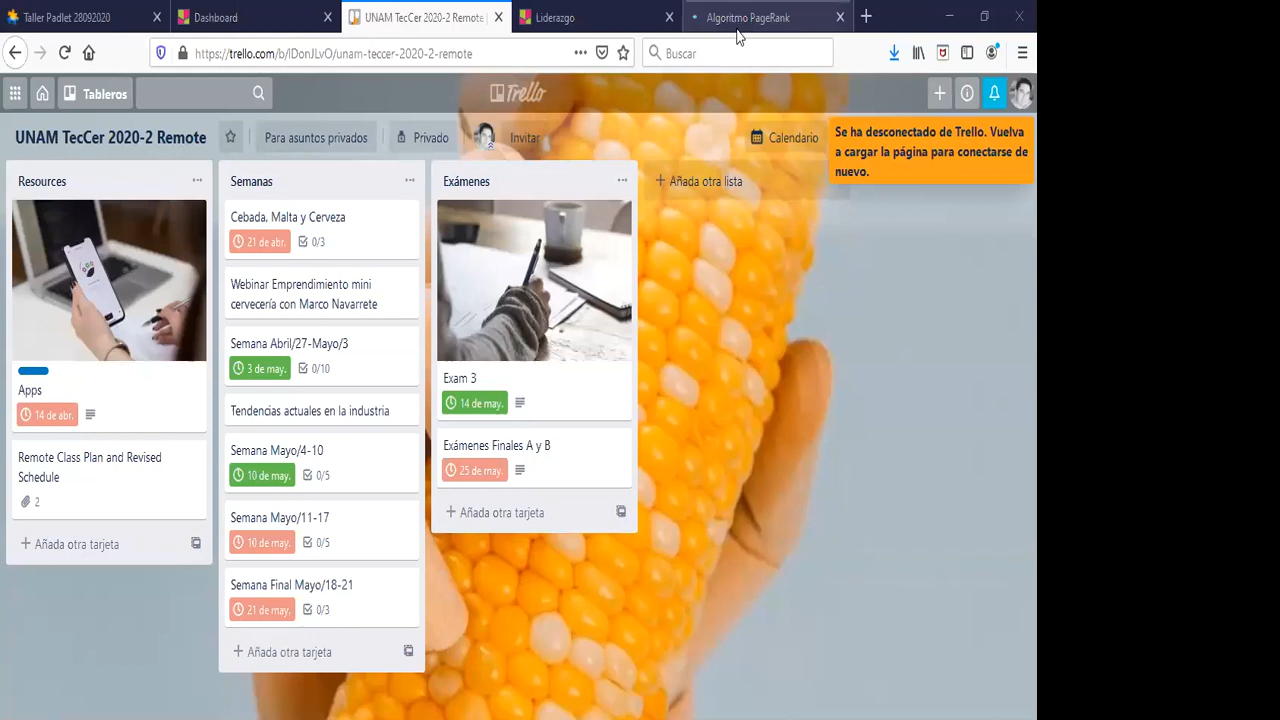 Taller Padlet 28092020
Dashboard
UNAM TecCer 2020-2 Remote
Liderazgo
Algoritmo PageRank
https://trello.com/b/lDonJLvO/unam-teccer-2020-2-remote
Buscar
Tableros
Trello
UNAM TecCer 2020-2 Remote
Para asuntos privados
Privado
Invitar
Calendario
Se ha desconectado de Trello. Vuelva
a cargar la página para conectarse de
nuevo.
Resources
Apps
14 de abr.
Remote Class Plan and Revised
Schedule
2
+ Añada otra tarjeta
Semanas
Cebada, Malta y Cerveza
21 de abr.
0/3
Webinar Emprendimiento mini
cervecería con Marco Navarrete
Semana Abril/27-Mayo/3
3 de may.
0/10
Tendencias actuales en la industria
Semana Mayo/4-10
10 de may.
0/5
Semana Mayo/11-17
10 de may.
0/5
Semana Final Mayo/18-21
21 de may.
0/3
+ Añada otra tarjeta
Exámenes
Exam 3
14 de may.
Exámenes Finales A y B
25 de may.
+ Añada otra tarjeta
+ Añada otra lista